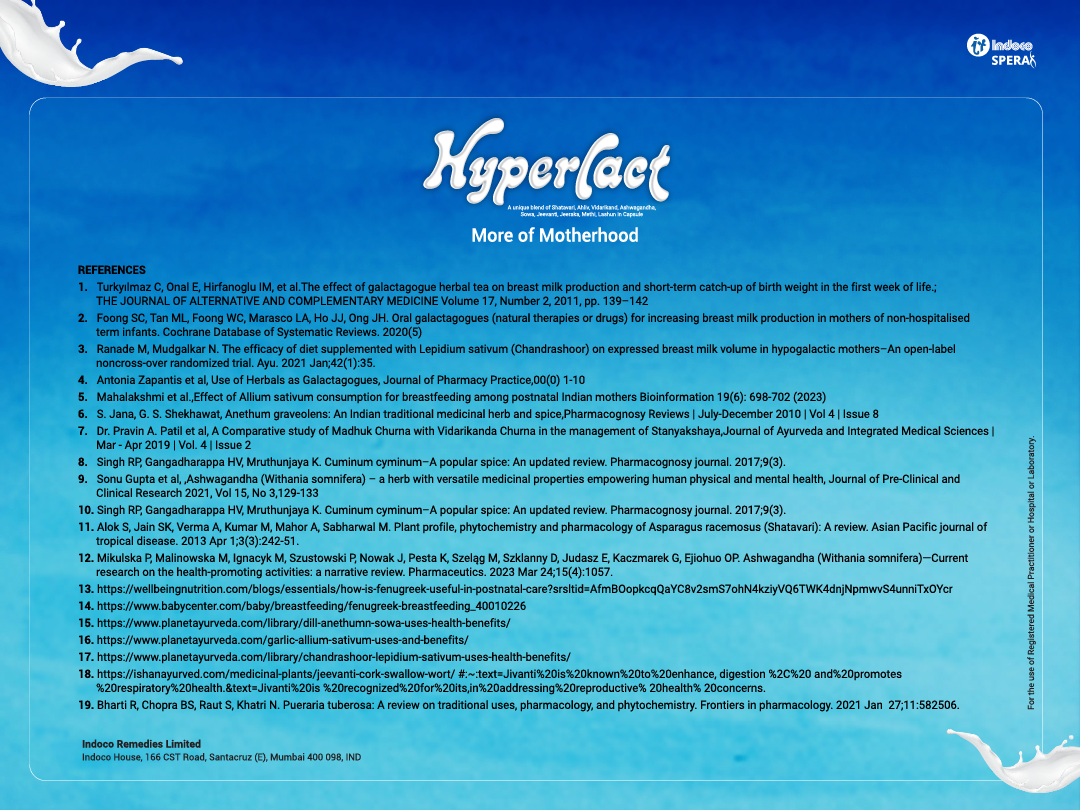 indoco
SPERA
Hyperlact
A unique blend of Shatavari, Ahliv, Vidarikand, Ashwagandha,
Sowa, Jeevanti, Jeeraka, Methi, Lashun in Capsule
More of Motherhood
REFERENCES
1. Turkyılmaz C, Onal E, Hirfanoglu IM, et al.The effect of galactagogue herbal tea on breast milk production and short-term catch-up of birth weight in the first week of life.;
THE JOURNAL OF ALTERNATIVE AND COMPLEMENTARY MEDICINE Volume 17, Number 2, 2011, pp. 139–142
2. Foong SC, Tan ML, Foong WC, Marasco LA, Ho JJ, Ong JH. Oral galactagogues (natural therapies or drugs) for increasing breast milk production in mothers of non-hospitalised
term infants. Cochrane Database of Systematic Reviews. 2020(5)
3. Ranade M, Mudgalkar N. The efficacy of diet supplemented with Lepidium sativum (Chandrashoor) on expressed breast milk volume in hypogalactic mothers–An open-label
noncross-over randomized trial. Ayu. 2021 Jan;42(1):35.
4. Antonia Zapantis et al, Use of Herbals as Galactagogues, Journal of Pharmacy Practice,00(0) 1-10
5. Mahalakshmi et al.,Effect of Allium sativum consumption for breastfeeding among postnatal Indian mothers Bioinformation 19(6): 698-702 (2023)
6. S. Jana, G. S. Shekhawat, Anethum graveolens: An Indian traditional medicinal herb and spice,Pharmacognosy Reviews | July-December 2010 | Vol 4 | Issue 8
7. Dr. Pravin A. Patil et al, A Comparative study of Madhuk Churna with Vidarikanda Churna in the management of Stanyakshaya,Journal of Ayurveda and Integrated Medical Sciences |
Mar - Apr 2019 | Vol. 4 | Issue 2
8. Singh RP, Gangadharappa HV, Mruthunjaya K. Cuminum cyminum–A popular spice: An updated review. Pharmacognosy journal. 2017;9(3).
9. Sonu Gupta et al, ,Ashwagandha (Withania somnifera) – a herb with versatile medicinal properties empowering human physical and mental health, Journal of Pre-Clinical and
Clinical Research 2021, Vol 15, No 3,129-133
10. Singh RP, Gangadharappa HV, Mruthunjaya K. Cuminum cyminum–A popular spice: An updated review. Pharmacognosy journal. 2017;9(3).
11. Alok S, Jain SK, Verma A, Kumar M, Mahor A, Sabharwal M. Plant profile, phytochemistry and pharmacology of Asparagus racemosus (Shatavari): A review. Asian Pacific journal of
tropical disease. 2013 Apr 1;3(3):242-51.
12. Mikulska P, Malinowska M, Ignacyk M, Szustowski P, Nowak J, Pesta K, Szeląg M, Szklanny D, Judasz E, Kaczmarek G, Ejiohuo OP. Ashwagandha (Withania somnifera)—Current
research on the health-promoting activities: a narrative review. Pharmaceutics. 2023 Mar 24;15(4):1057.
13. https://wellbeingnutrition.com/blogs/essentials/how-is-fenugreek-useful-in-postnatal-care?srsltid=AfmBOopkcqQaYC8v2smS7ohN4kziyVQ6TWK4dnjNpmwvS4unniTxOYcr
14. https://www.babycenter.com/baby/breastfeeding/fenugreek-breastfeeding_40010226
15. https://www.planetayurveda.com/library/dill-anethumn-sowa-uses-health-benefits/
16. https://www.planetayurveda.com/garlic-allium-sativum-uses-and-benefits/
17. https://www.planetayurveda.com/library/chandrashoor-lepidium-sativum-uses-health-benefits/
18. https://ishanayurved.com/medicinal-plants/jeevanti-cork-swallow-wort/ #:~:text=Jivanti%20is%20known%20to%20enhance, digestion %2C%20 and%20promotes
%20respiratory%20health.&text=Jivanti%20is %20recognized%20for%20its,in%20addressing%20reproductive% 20health% 20concerns.
19. Bharti R, Chopra BS, Raut S, Khatri N. Pueraria tuberosa: A review on traditional uses, pharmacology, and phytochemistry. Frontiers in pharmacology. 2021 Jan 27;11:582506.
For the use of Registered Medical Practitioner or Hospital or Laboratory.
Indoco Remedies Limited
Indoco House, 166 CST Road, Santacruz (E), Mumbai 400 098, IND